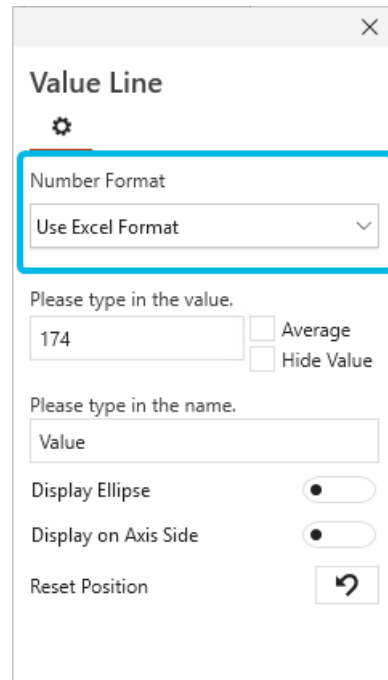 Value Line
Number Format
Use Excel Format
Please type in the value.
174
Average
Hide Value
Please type in the name.
Value
Display Ellipse
Display on Axis Side
Reset Position